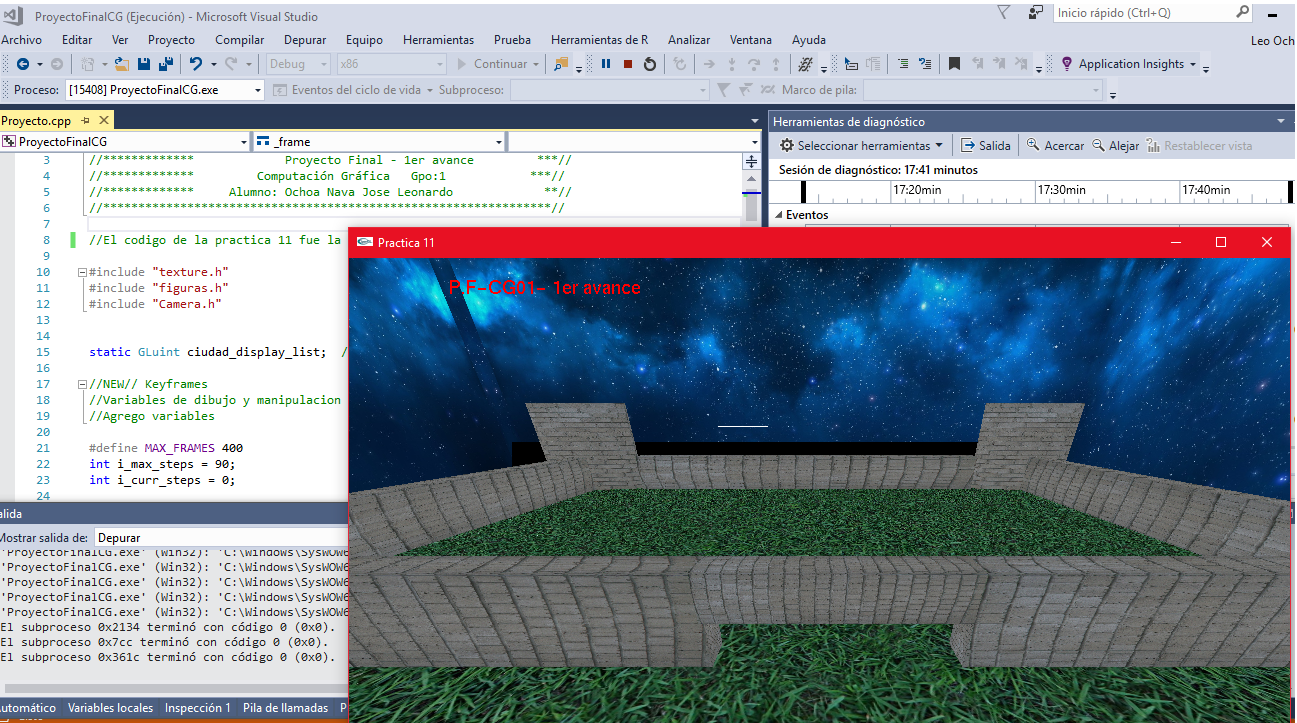 ProyectoFinalCG (Ejecución) - Microsoft Visual Studio
Inicio rápido (Ctrl+Q)
Archivo Editar Ver Proyecto Compilar Depurar Equipo Herramientas Prueba Herramientas de R Analizar Ventana Ayuda
Leo Och
Debug x86 Continuar Application Insights
Proceso: [15408] ProyectoFinalCG.exe Eventos del ciclo de vida Subproceso: Marco de pila:
Proyecto.cpp
ProyectoFinalCG _frame
3 //************* Proyecto Final - 1er avance ***//
4 //************* Computación Gráfica Gpo:1 ***//
5 //************* Alumno: Ochoa Nava Jose Leonardo **//
6 //****************************************************************//
7
8 //El codigo de la practica 11 fue la
9
10 #include "texture.h"
11 #include "figuras.h"
12 #include "Camera.h"
13
14
15 static GLuint ciudad_display_list; /
16
17 //NEW// Keyframes
18 //Variables de dibujo y manipulacion
19 //Agrego variables
20
21 #define MAX_FRAMES 400
22 int i_max_steps = 90;
23 int i_curr_steps = 0;
24
Herramientas de diagnóstico
Seleccionar herramientas Salida Acercar Alejar Restablecer vista
Sesión de diagnóstico: 17:41 minutos
17:20min 17:30min 17:40min
Eventos
Practica 11
P.F-CG01- 1er avance
alida
Mostrar salida de: Depurar
'ProyectoFinalCG.exe' (Win32): 'C:\Windows\SysWOW6
'ProyectoFinalCG.exe' (Win32): 'C:\Windows\SysWOW6
'ProyectoFinalCG.exe' (Win32): 'C:\Windows\SysWOW6
'ProyectoFinalCG.exe' (Win32): 'C:\Windows\SysWOW6
'ProyectoFinalCG.exe' (Win32): 'C:\Windows\SysWOW6
El subproceso 0x2134 terminó con código 0 (0x0).
El subproceso 0x7cc terminó con código 0 (0x0).
El subproceso 0x361c terminó con código 0 (0x0).
utomático Variables locales Inspección 1 Pila de llamadas P